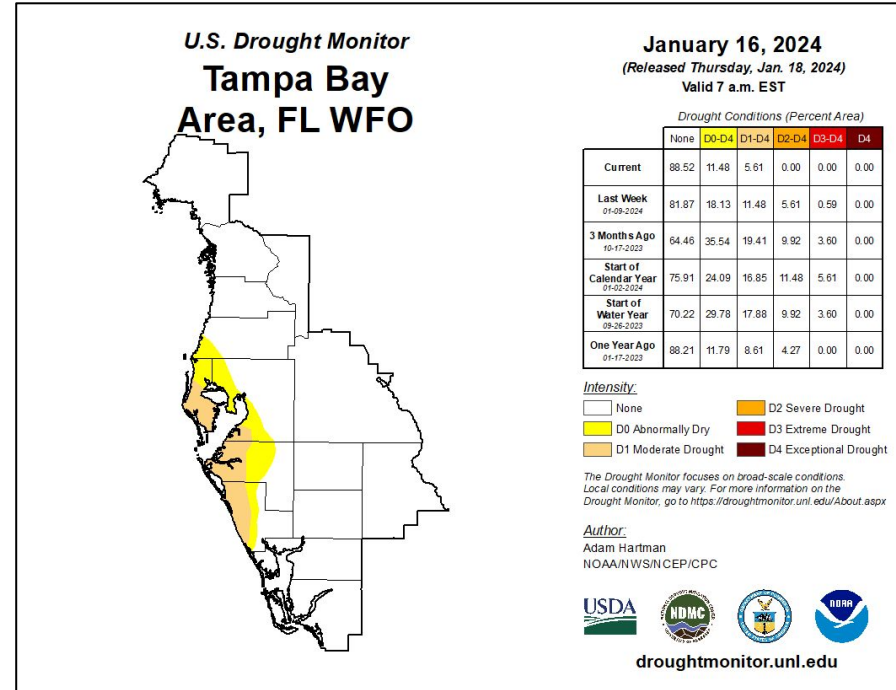 U.S. Drought Monitor
Tampa Bay
Area, FL WFO
January 16, 2024
(Released Thursday, Jan. 18, 2024)
Valid 7 a.m. EST
Drought Conditions (Percent Area)
None D0-D4 D1-D4 D2-D4 D3-D4 D4
Current 88.52 11.48 5.61 0.00 0.00 0.00
Last Week
01-09-2024 81.87 18.13 11.48 5.61 0.59 0.00
3 Months Ago
10-17-2023 64.46 35.54 19.41 9.92 3.60 0.00
Start of
Calendar Year
01-02-2024 75.91 24.09 16.85 11.48 5.61 0.00
Start of
Water Year
09-26-2023 70.22 29.78 17.88 9.92 3.60 0.00
One Year Ago
01-17-2023 88.21 11.79 8.61 4.27 0.00 0.00
Intensity:
None
D0 Abnormally Dry
D1 Moderate Drought
D2 Severe Drought
D3 Extreme Drought
D4 Exceptional Drought
The Drought Monitor focuses on broad-scale conditions.
Local conditions may vary. For more information on the
Drought Monitor, go to https://droughtmonitor.unl.edu/About.aspx
Author:
Adam Hartman
NOAA/NWS/NCEP/CPC
USDA
NDMC
NOAA
droughtmonitor.unl.edu